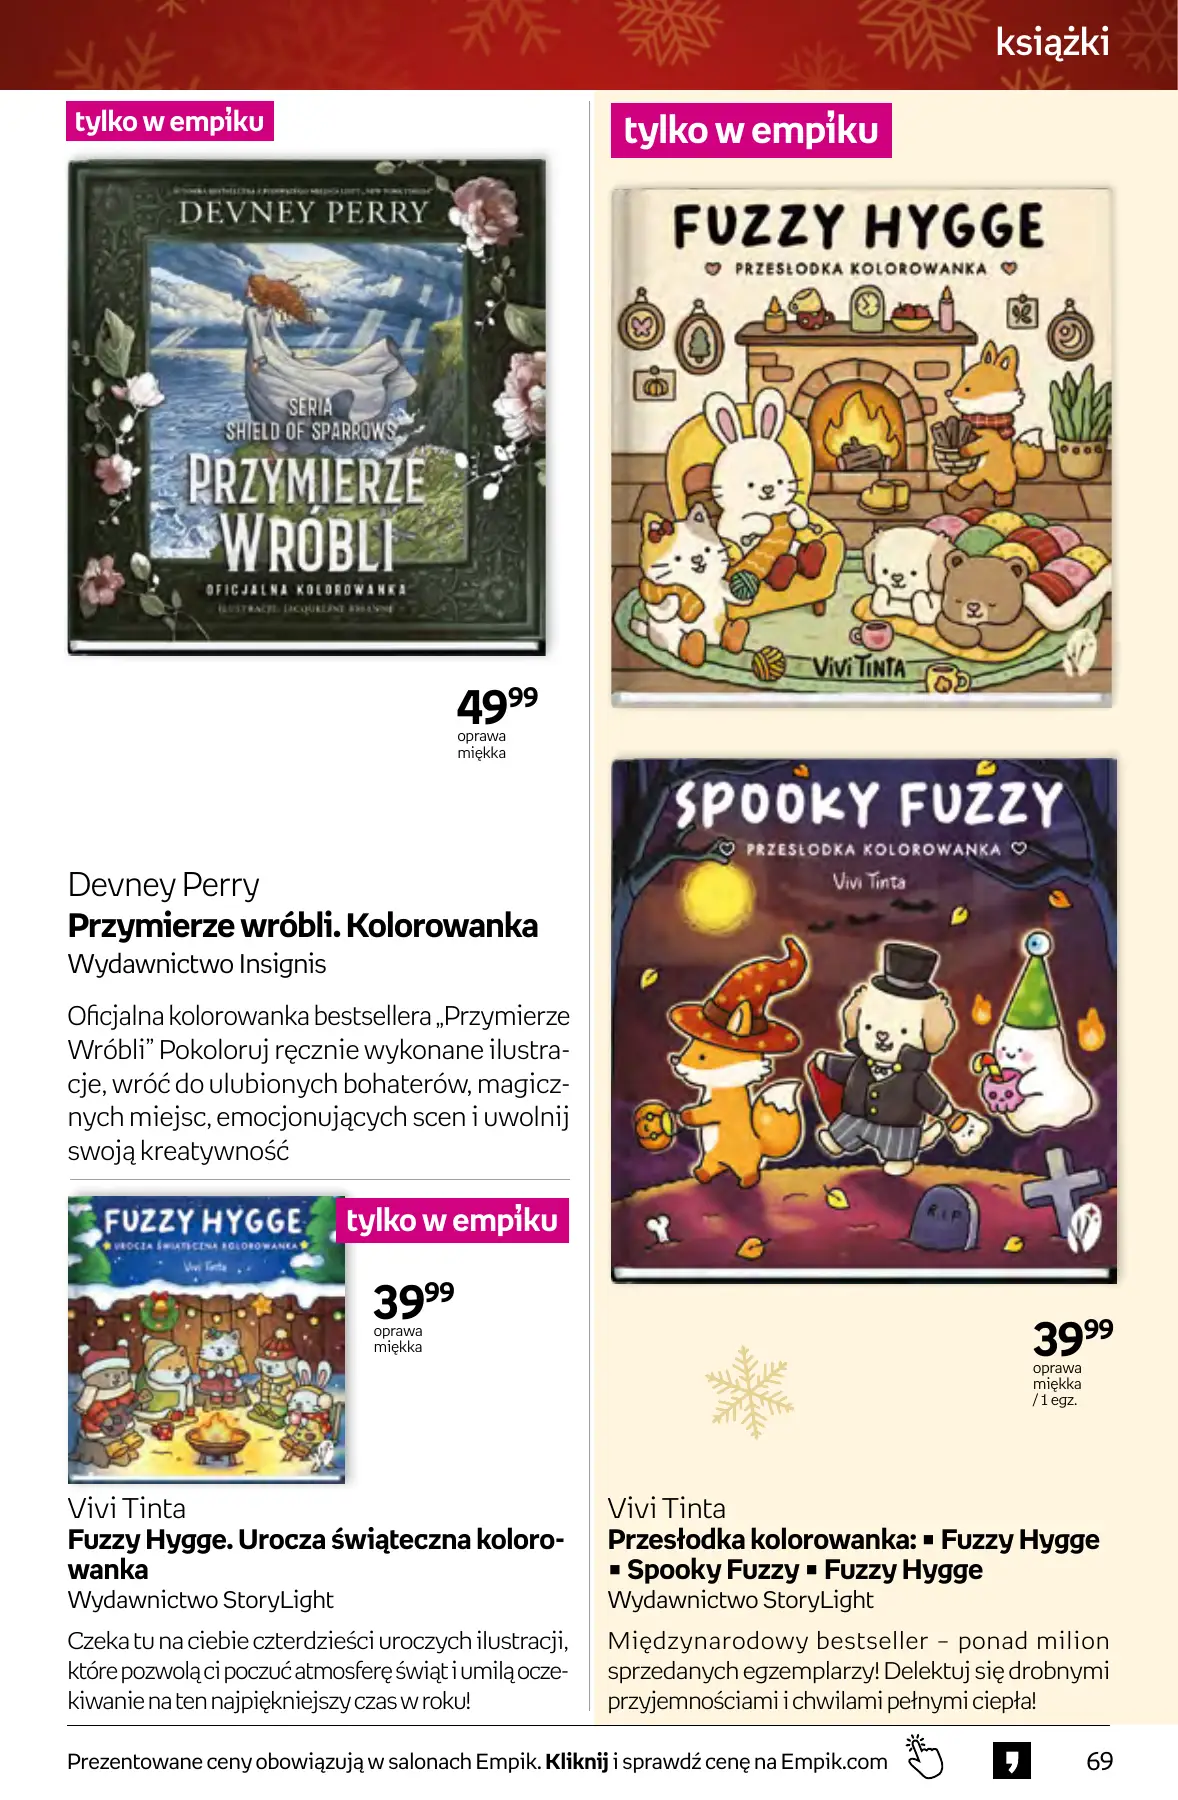 książki
tylko w empiku
DEVNEY PERRY
SERIA
SHIELD OF SPARROWS
PRZYMIERZE
WRÓBLI
OFICJALNA KOLOROWANKA
49⁹⁹
oprawa
miękka
Devney Perry
Przymierze wróbli. Kolorowanka
Wydawnictwo Insignis
Oficjalna kolorowanka bestsellera „Przymierze
Wróbli” Pokoloruj ręcznie wykonane ilustra-
cje, wróć do ulubionych bohaterów, magicz-
nych miejsc, emocjonujących scen i uwolnij
swoją kreatywność
FUZZY HYGGE
UROCZA ŚWIĄTECZNA KOLOROWANKA
Vivi Tinta
tylko w empiku
39⁹⁹
oprawa
miękka
Vivi Tinta
Fuzzy Hygge. Urocza świąteczna koloro-
wanka
Wydawnictwo StoryLight
Czeka tu na ciebie czterdzieści uroczych ilustracji,
które pozwolą ci poczuć atmosferę świąt i umilą ocze-
kiwanie na ten najpiękniejszy czas w roku!
tylko w empiku
FUZZY HYGGE
PRZESŁODKA KOLOROWANKA
VIVI TINTA
SPOOKY FUZZY
PRZESŁODKA KOLOROWANKA
Vivi Tinta
R.I.P
39⁹⁹
oprawa
miękka
/ 1 egz.
Vivi Tinta
Przesłodka kolorowanka: ▪ Fuzzy Hygge
▪ Spooky Fuzzy ▪ Fuzzy Hygge
Wydawnictwo StoryLight
Międzynarodowy bestseller – ponad milion
sprzedanych egzemplarzy! Delektuj się drobnymi
przyjemnościami i chwilami pełnymi ciepła!
Prezentowane ceny obowiązują w salonach Empik. Kliknij i sprawdź cenę na Empik.com
69